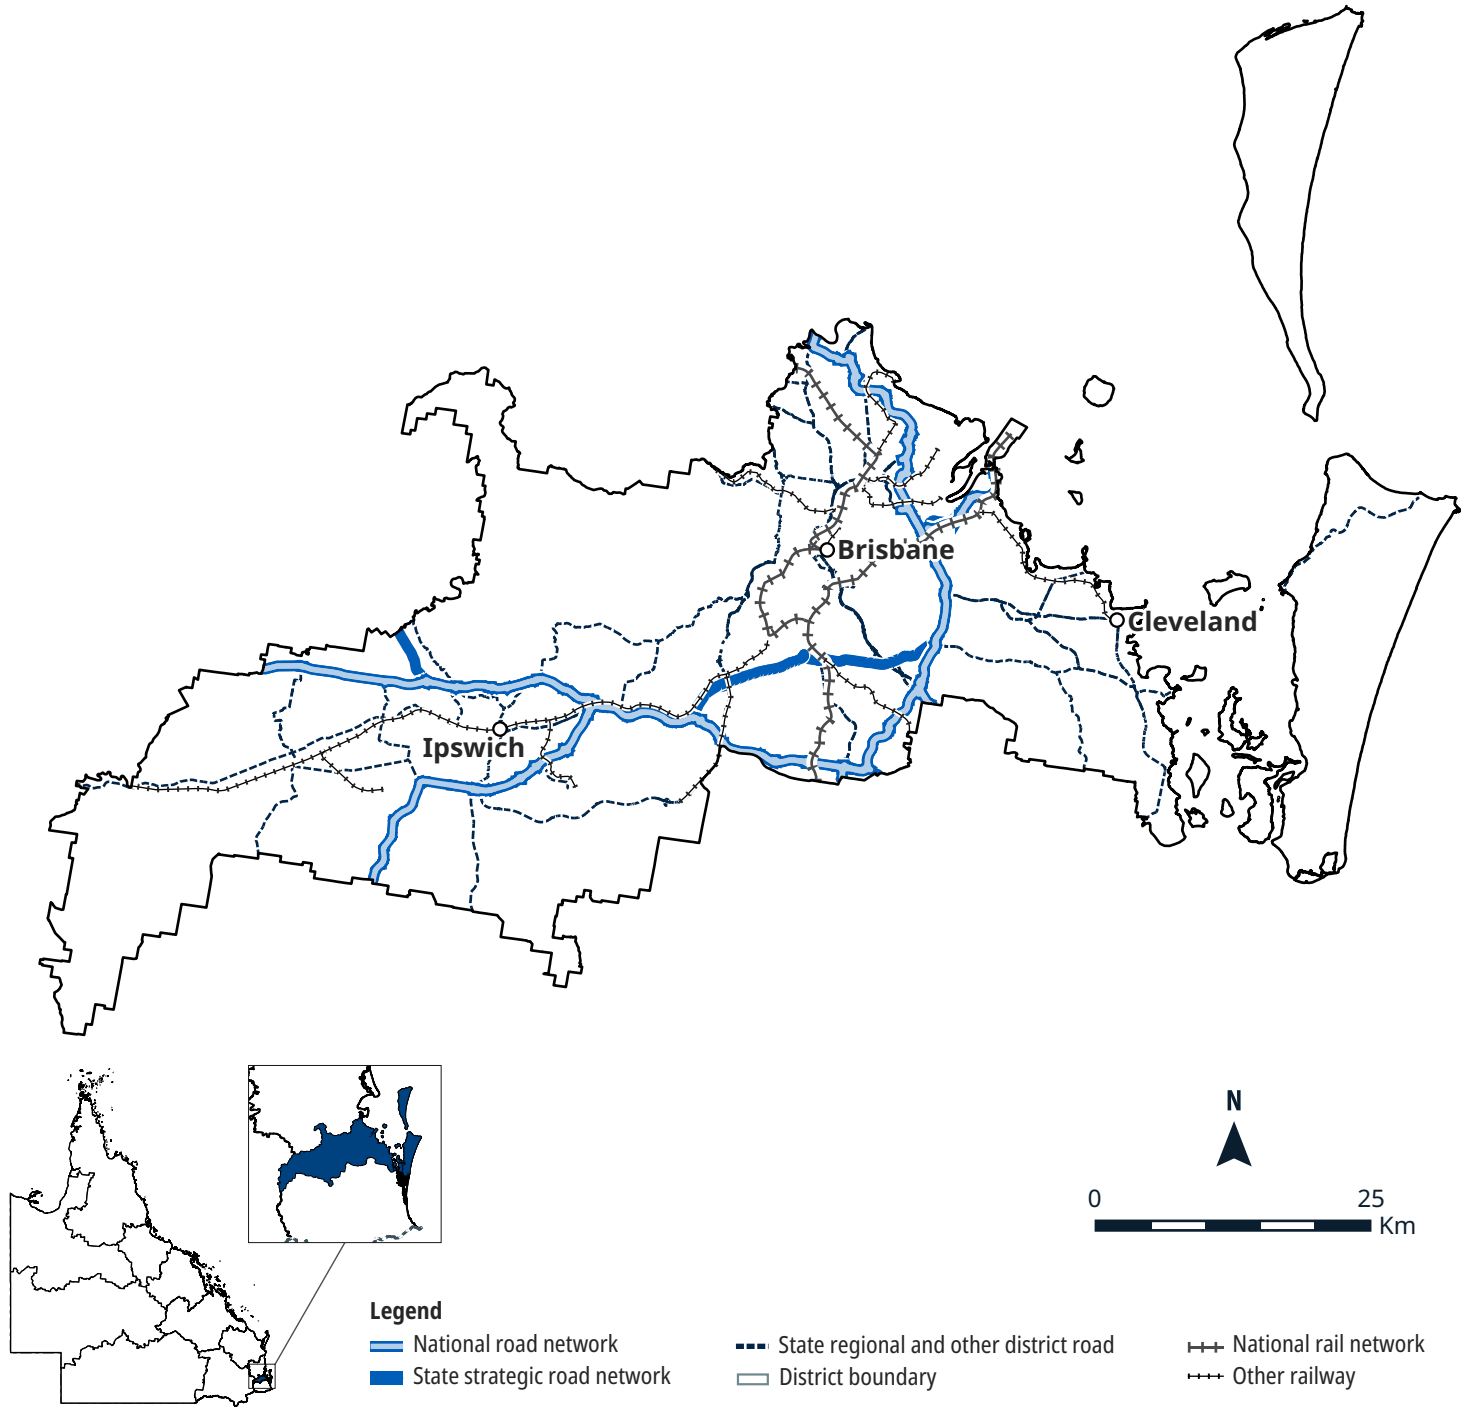 Brisbane
Cleveland
Ipswich
N
0 25
Km
Legend
National road network
State strategic road network
State regional and other district road
District boundary
National rail network
Other railway